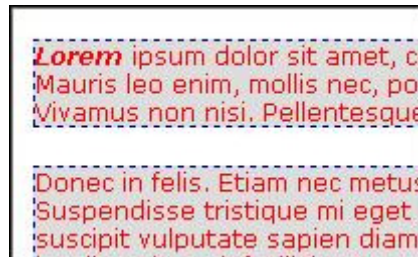 Lorem ipsum dolor sit amet, c
Mauris leo enim, mollis nec, po
Vivamus non nisi. Pellentesque
Donec in felis. Etiam nec metus
Suspendisse tristique mi eget
suscipit vulputate sapien diam